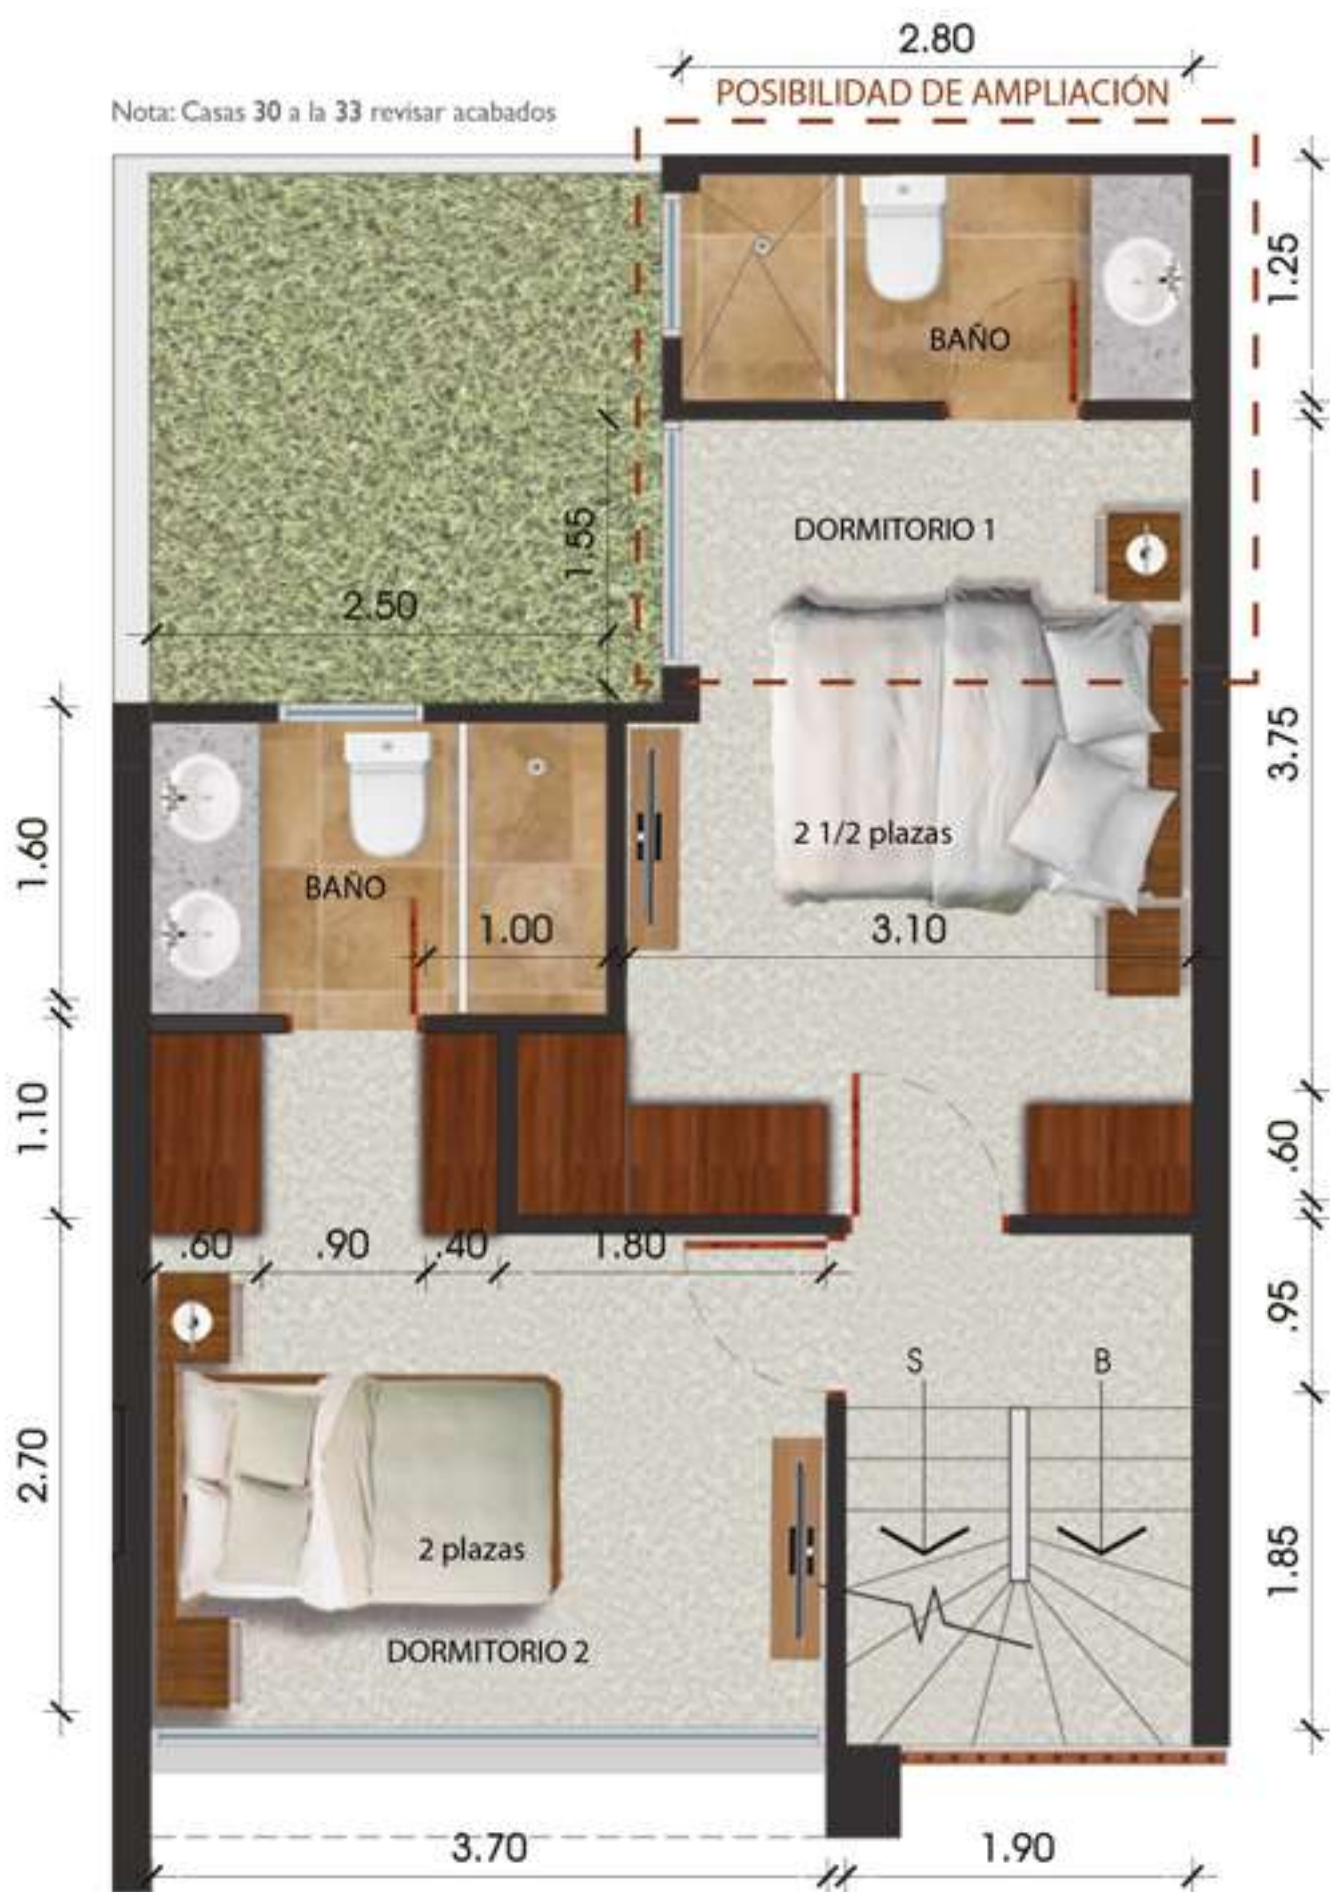 2.80
POSIBILIDAD DE AMPLIACIÓN
Nota: Casas 30 a la 33 revisar acabados
1.25
BAÑO
DORMITORIO 1
1.55
2.50
3.75
1.60
2 1/2 plazas
BAÑO
1.00
3.10
1.10
.60
.60
.90
.40
1.80
.95
S
B
2.70
2 plazas
1.85
DORMITORIO 2
3.70
1.90